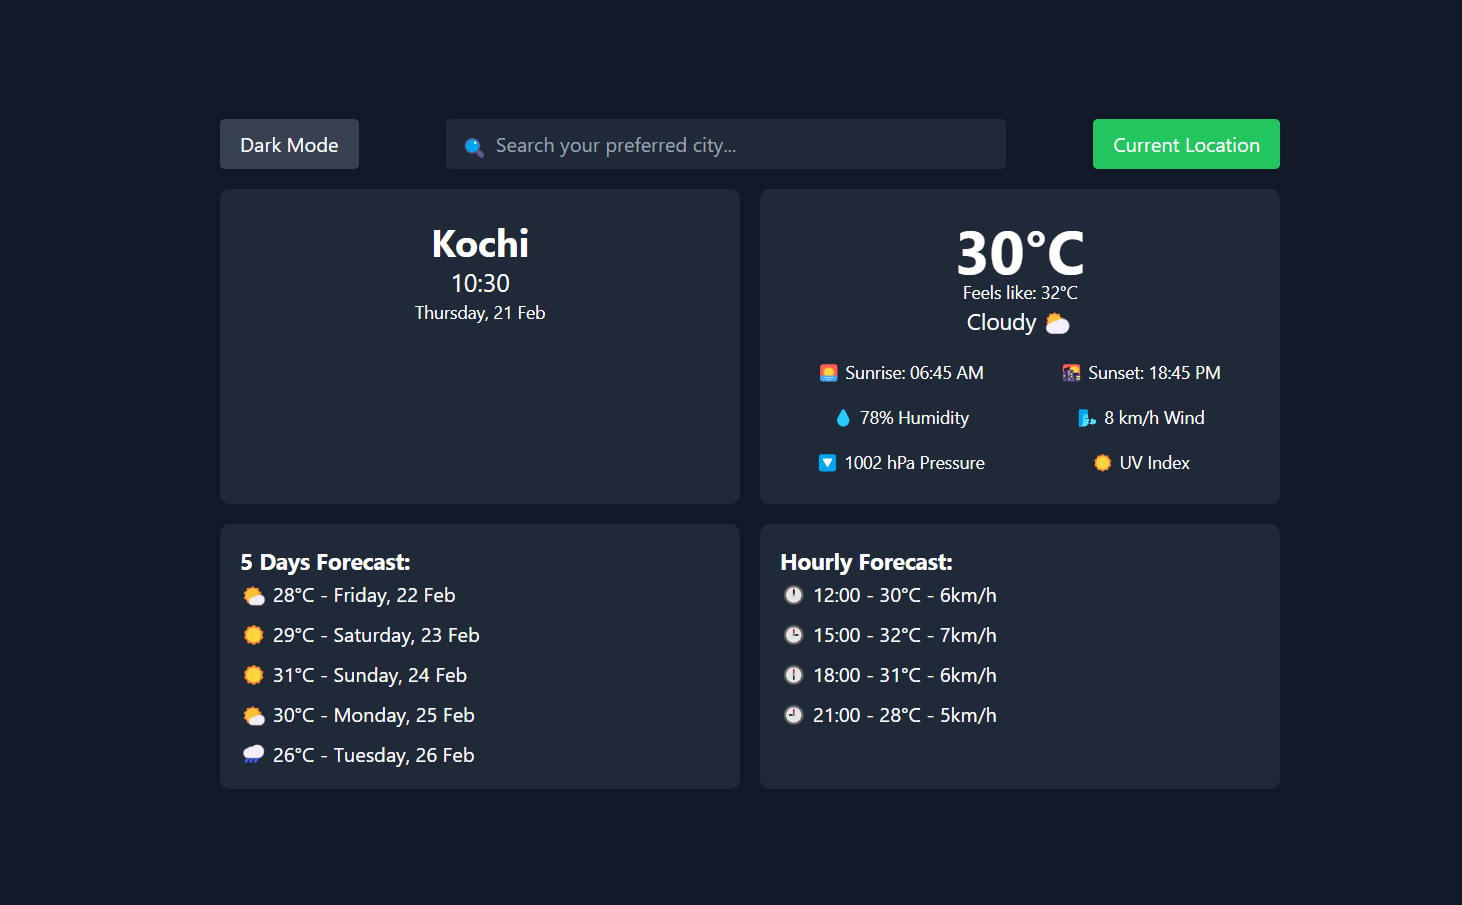 Dark Mode
Search your preferred city...
Current Location
Kochi
10:30
Thursday, 21 Feb
30°C
Feels like: 32°C
Cloudy
Sunrise: 06:45 AM
Sunset: 18:45 PM
78% Humidity
8 km/h Wind
1002 hPa Pressure
UV Index
5 Days Forecast:
28°C - Friday, 22 Feb
29°C - Saturday, 23 Feb
31°C - Sunday, 24 Feb
30°C - Monday, 25 Feb
26°C - Tuesday, 26 Feb
Hourly Forecast:
12:00 - 30°C - 6km/h
15:00 - 32°C - 7km/h
18:00 - 31°C - 6km/h
21:00 - 28°C - 5km/h